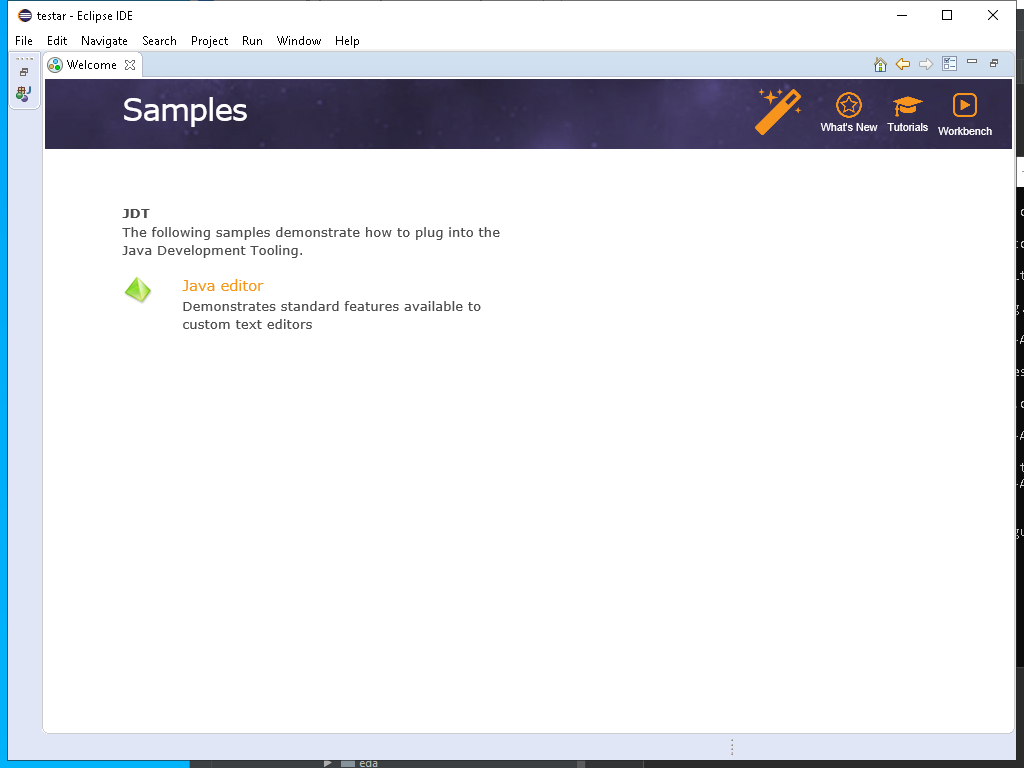 testar - Eclipse IDE
File Edit Navigate Search Project Run Window Help
Welcome
Samples
What's New Tutorials Workbench
JDT
The following samples demonstrate how to plug into the
Java Development Tooling.
Java editor
Demonstrates standard features available to
custom text editors
eda